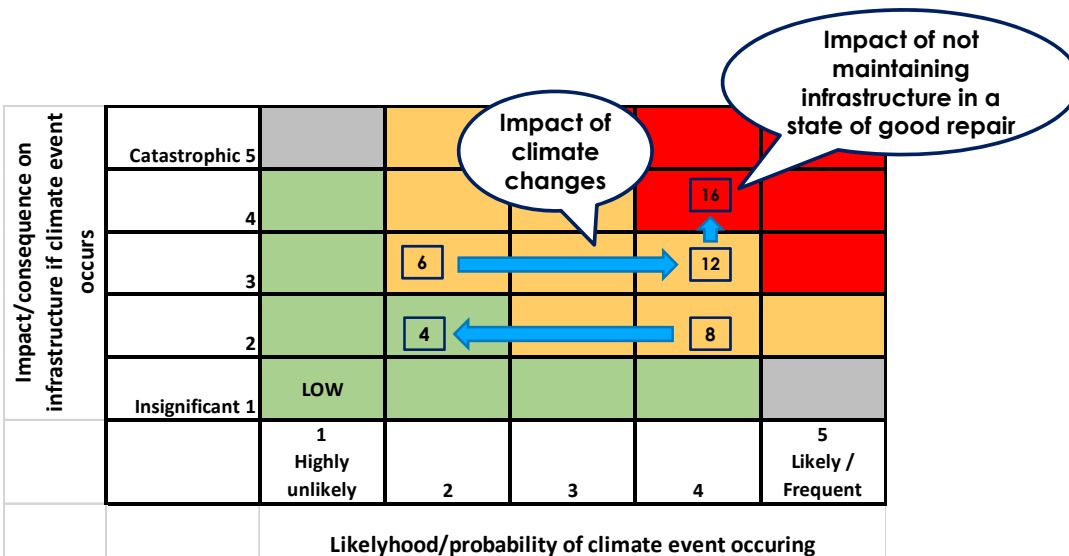 Impact of not
maintaining
infrastructure in a
state of good repair
Impact of
climate
changes
Impact/consequence on
infrastructure if climate event
occurs
Catastrophic 5
4
16
3
6
12
2
4
8
Insignificant 1
LOW
1
Highly
unlikely
2
3
4
5
Likely /
Frequent
Likelyhood/probability of climate event occuring